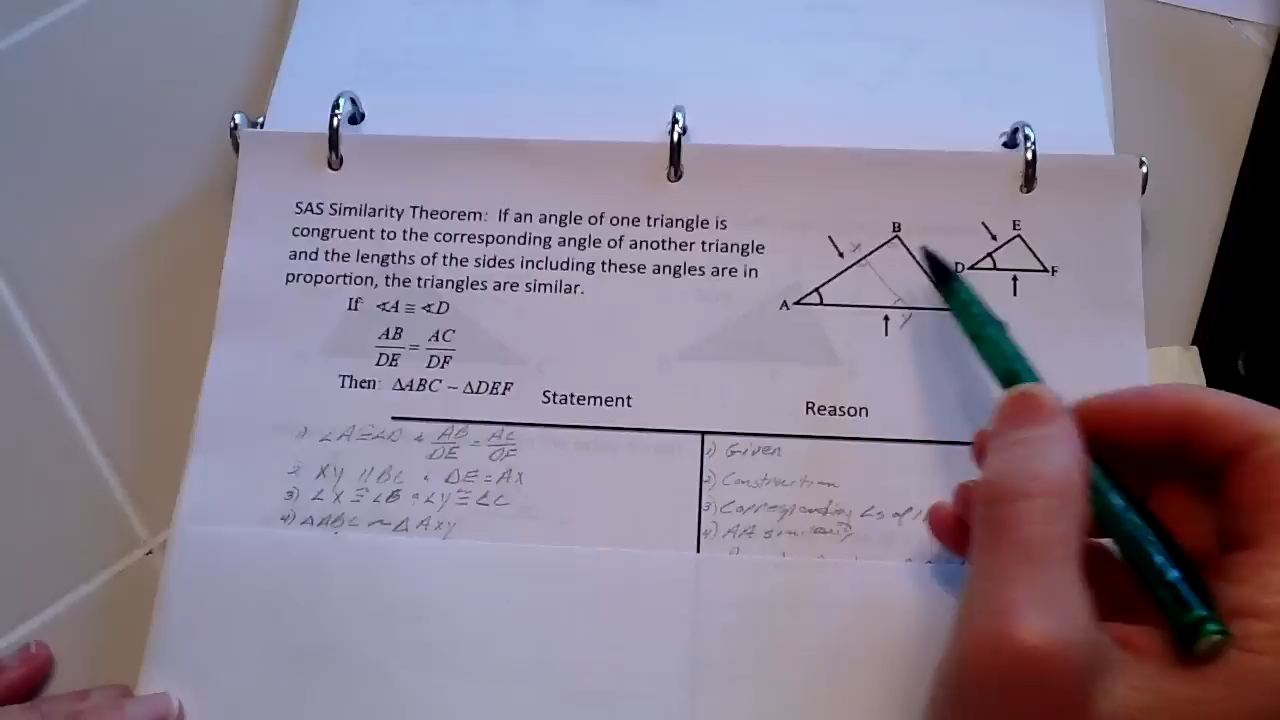 SAS Similarity Theorem: If an angle of one triangle is
congruent to the corresponding angle of another triangle
and the lengths of the sides including these angles are in
proportion, the triangles are similar.
If ∢A ≅ ∢D
AB/DE = AC/DF
Then: ΔABC ~ ΔDEF
B
x
A
y
E
D
F
Statement
Reason
1) ∠A≅∠D & AB/DE = AC/DF
2 XY // BC & DE = AX
3) ∠X ≅ ∠B & ∠Y ≅ ∠C
4) ΔABC ~ ΔAXY
1) Given
2) Construction
3) Corresponding ∠s of
4) AA similarity